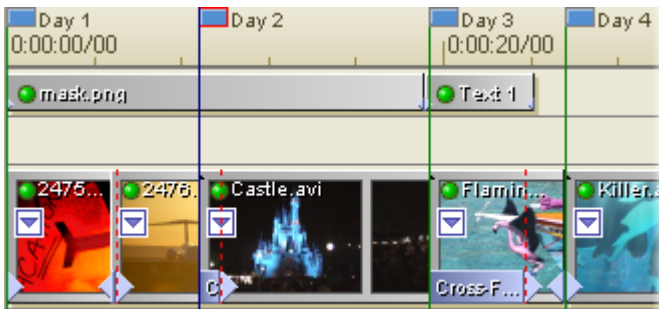 Day 1
Day 2
Day 3
Day 4
0:00:00/00
0:00:20/00
mask.png
Text 1
2475...
2476.
Castle.avi
Flamin...
Killer.a
C
Cross-F...